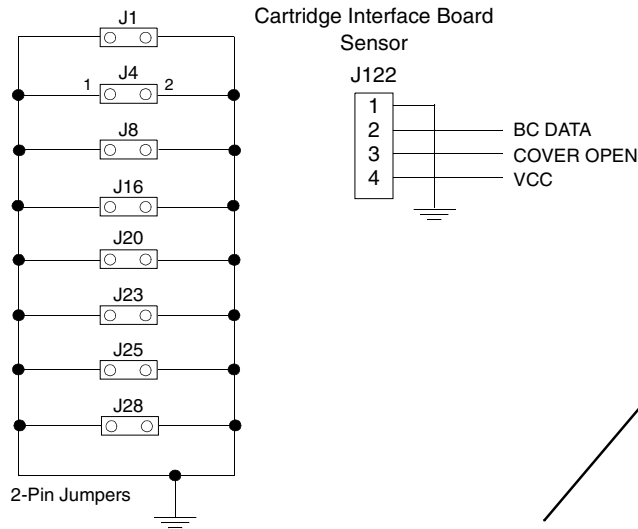 J1
1 J4 2
J8
J16
J20
J23
J25
J28
2-Pin Jumpers
Cartridge Interface Board
Sensor
J122
1
2 BC DATA
3 COVER OPEN
4 VCC